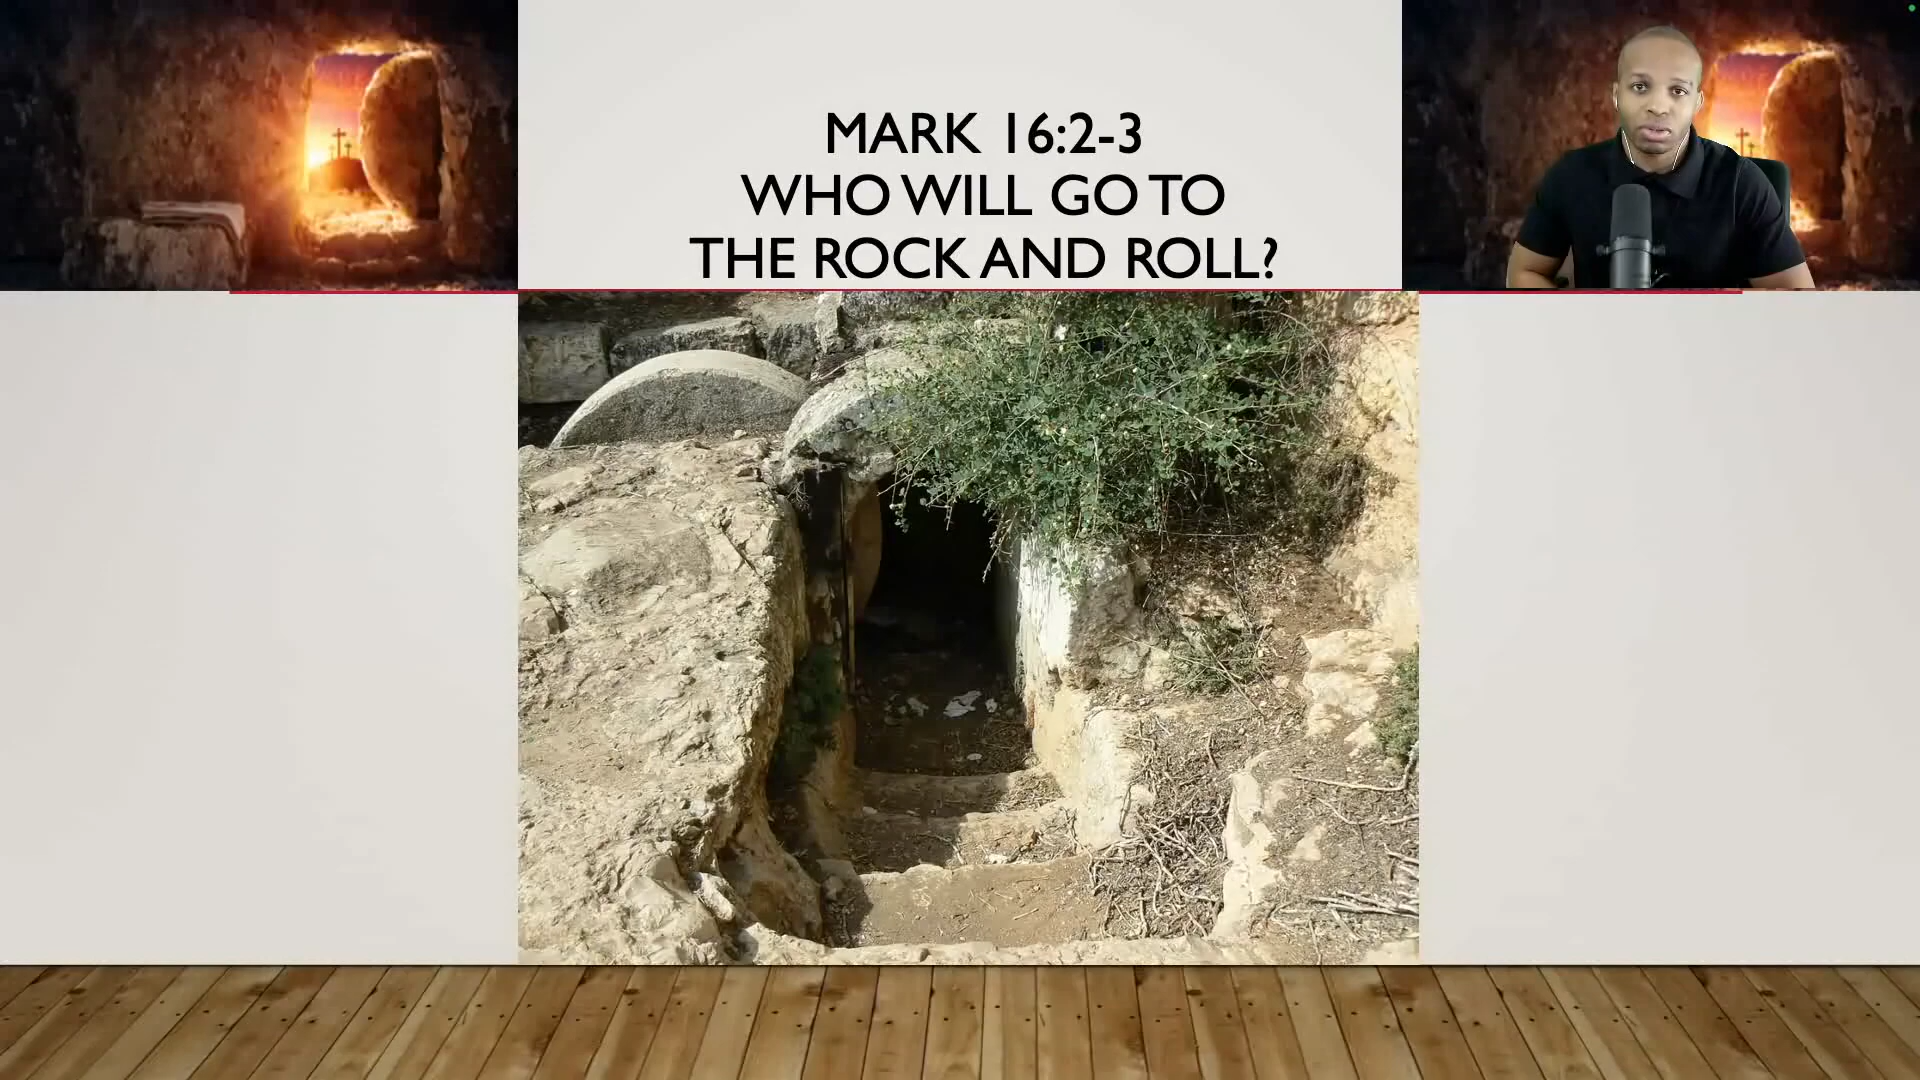 MARK 16:2-3
WHO WILL GO TO
THE ROCK AND ROLL?